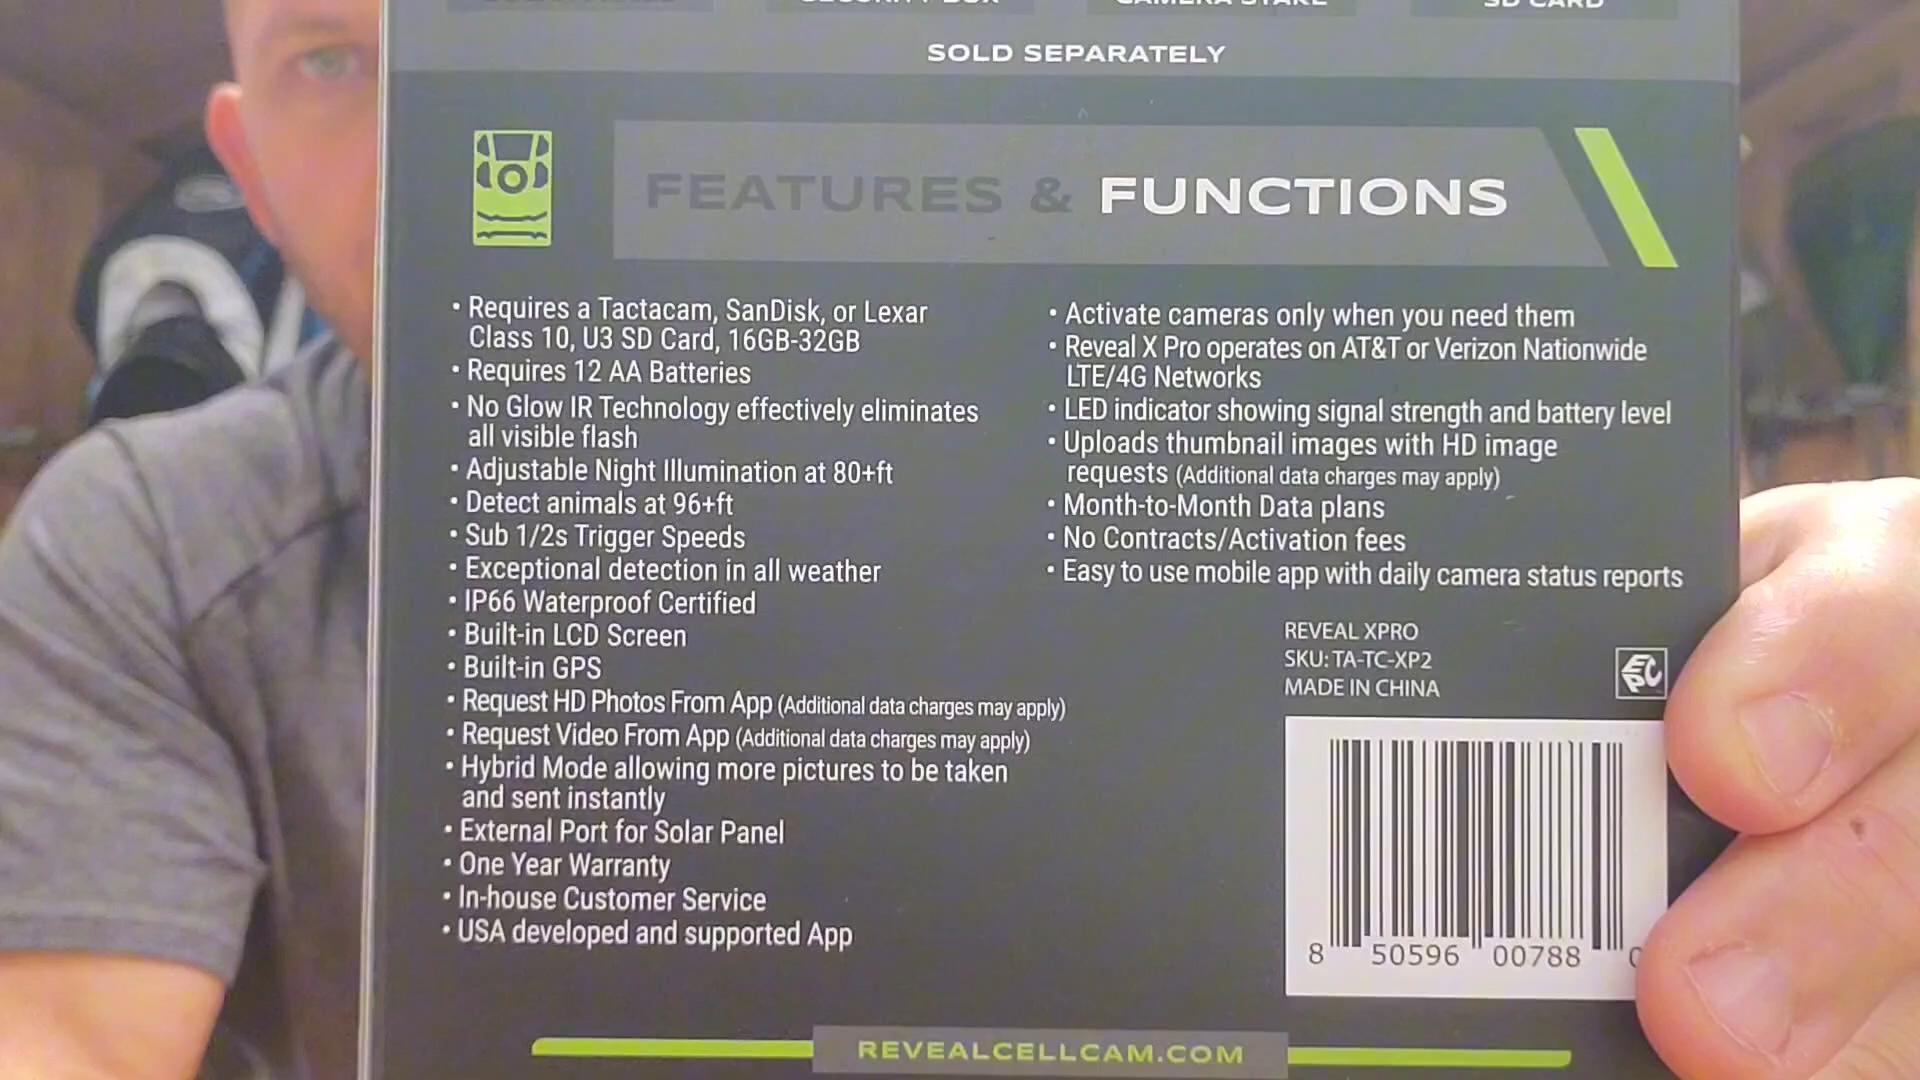 SECURITY BOX CAMERA STAKE SD CARD
SOLD SEPARATELY
FEATURES & FUNCTIONS
• Requires a Tactacam, SanDisk, or Lexar
Class 10, U3 SD Card, 16GB-32GB
• Requires 12 AA Batteries
• No Glow IR Technology effectively eliminates
all visible flash
• Adjustable Night Illumination at 80+ft
• Detect animals at 96+ft
• Sub 1/2s Trigger Speeds
• Exceptional detection in all weather
• IP66 Waterproof Certified
• Built-in LCD Screen
• Built-in GPS
• Request HD Photos From App (Additional data charges may apply)
• Request Video From App (Additional data charges may apply)
• Hybrid Mode allowing more pictures to be taken
and sent instantly
• External Port for Solar Panel
• One Year Warranty
• In-house Customer Service
• USA developed and supported App
• Activate cameras only when you need them
• Reveal X Pro operates on AT&T or Verizon Nationwide
LTE/4G Networks
• LED indicator showing signal strength and battery level
• Uploads thumbnail images with HD image
requests (Additional data charges may apply)
• Month-to-Month Data plans
• No Contracts/Activation fees
• Easy to use mobile app with daily camera status reports
REVEAL XPRO
SKU: TA-TC-XP2
MADE IN CHINA
8 50596 00788
REVEALCELLCAM.COM